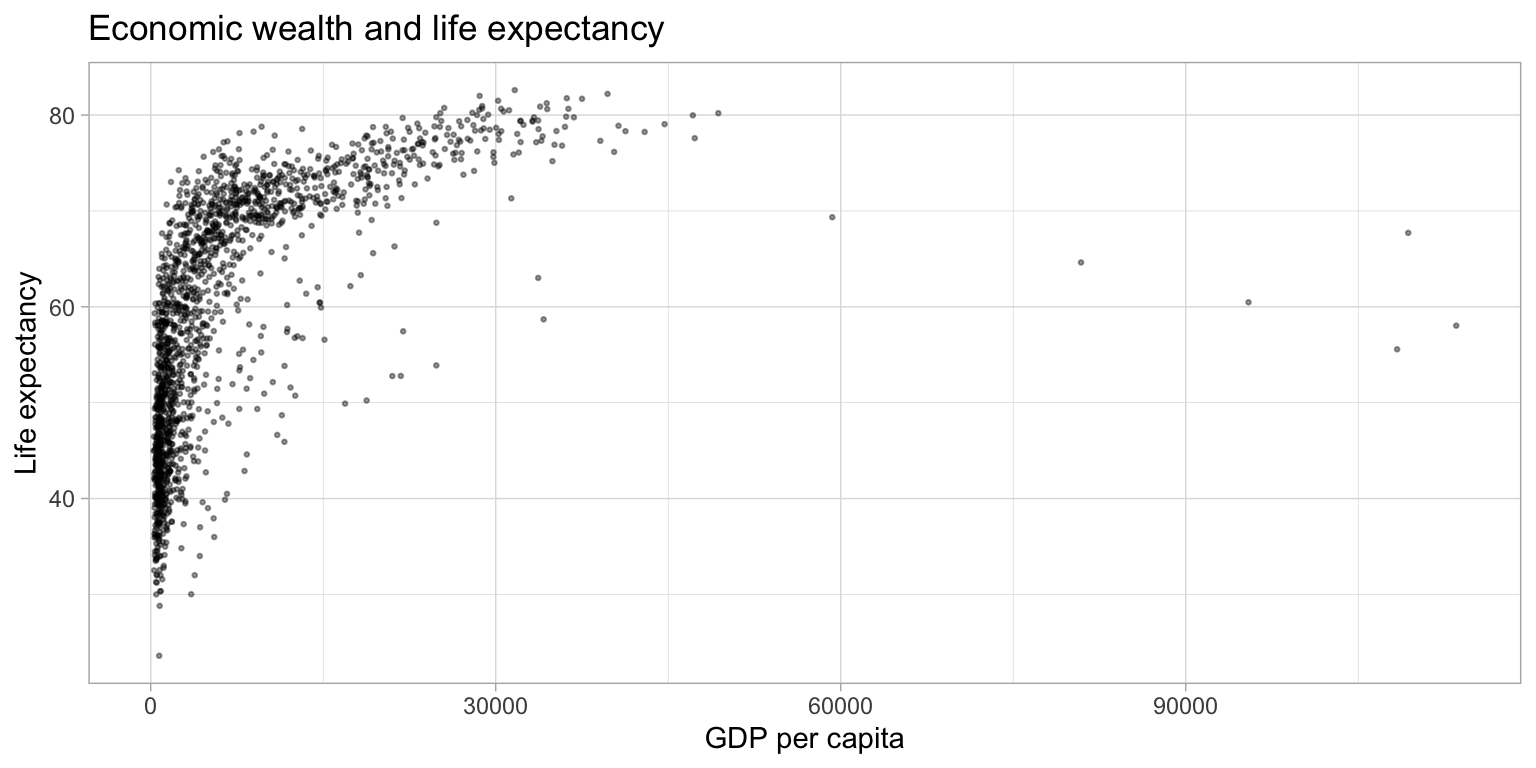 Economic wealth and life expectancy
Life expectancy
80
60
40
0 30000 60000 90000
GDP per capita